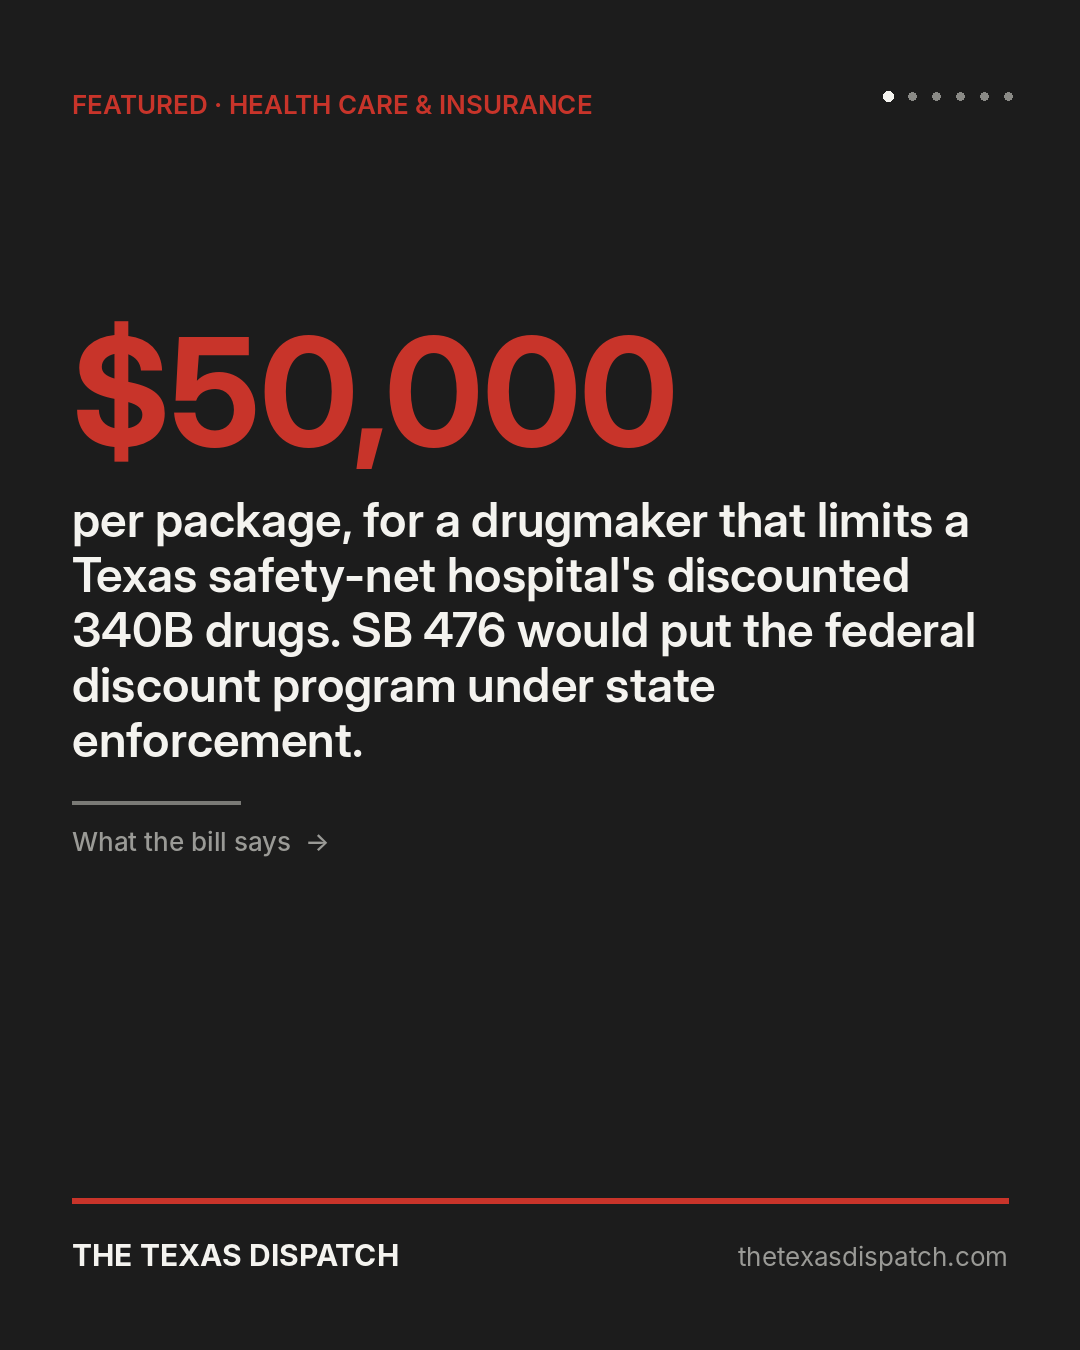 FEATURED · HEALTH CARE & INSURANCE
$50,000
per package, for a drugmaker that limits a
Texas safety-net hospital's discounted
340B drugs. SB 476 would put the federal
discount program under state
enforcement.
What the bill says →
THE TEXAS DISPATCH
thetexasdispatch.com